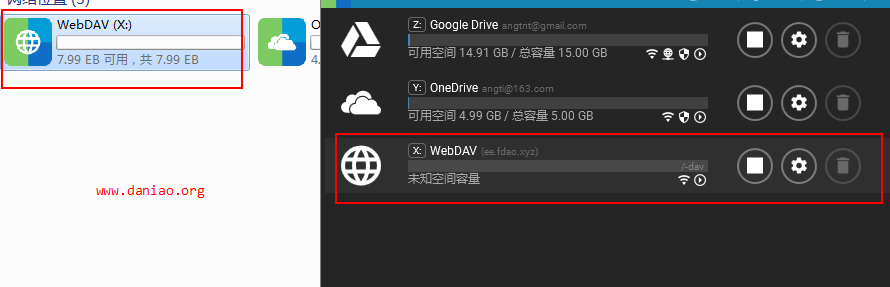 网络位置 (3)
WebDAV (X:)
7.99 EB 可用，共 7.99 EB
O
4.
www.daniao.org
Z: Google Drive angtnt@gmail.com
可用空间 14.91 GB / 总容量 15.00 GB
Y: OneDrive angti@163.com
可用空间 4.99 GB / 总容量 5.00 GB
X: WebDAV (ee.fdao.xyz)
/-dav
未知空间容量